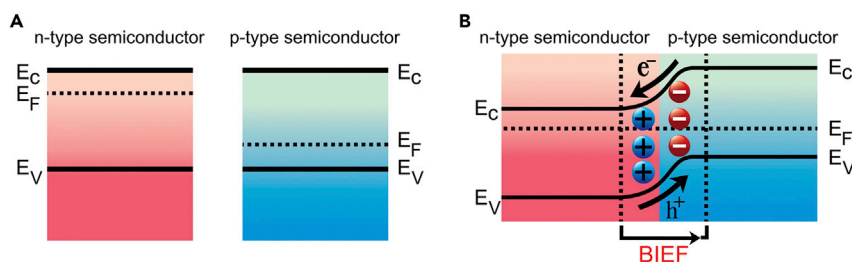 A
n-type semiconductor
p-type semiconductor
E_C
E_F
E_V
E_C
E_F
E_V
B
n-type semiconductor
p-type semiconductor
e⁻
E_C
E_C
E_F
E_V
E_V
h⁺
BIEF